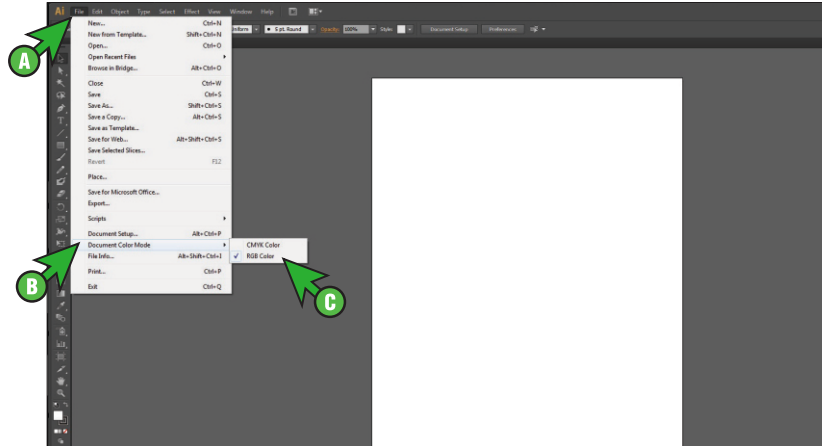 Ai File Edit Object Type Select Effect View Window Help
Uniform 5 pt. Round Opacity: 100% Style: Document Setup Preferences
A
New... Ctrl+N
New from Template... Shift+Ctrl+N
Open... Ctrl+O
Open Recent Files
Browse in Bridge... Alt+Ctrl+O
Close Ctrl+W
Save Ctrl+S
Save As... Shift+Ctrl+S
Save a Copy... Alt+Ctrl+S
Save as Template...
Save for Web... Alt+Shift+Ctrl+S
Save Selected Slices...
Revert F12
Place...
Save for Microsoft Office...
Export...
Scripts
Document Setup... Alt+Ctrl+P
Document Color Mode CMYK Color
File Info... Alt+Shift+Ctrl+I RGB Color
B
Print... Ctrl+P
C
Exit Ctrl+Q